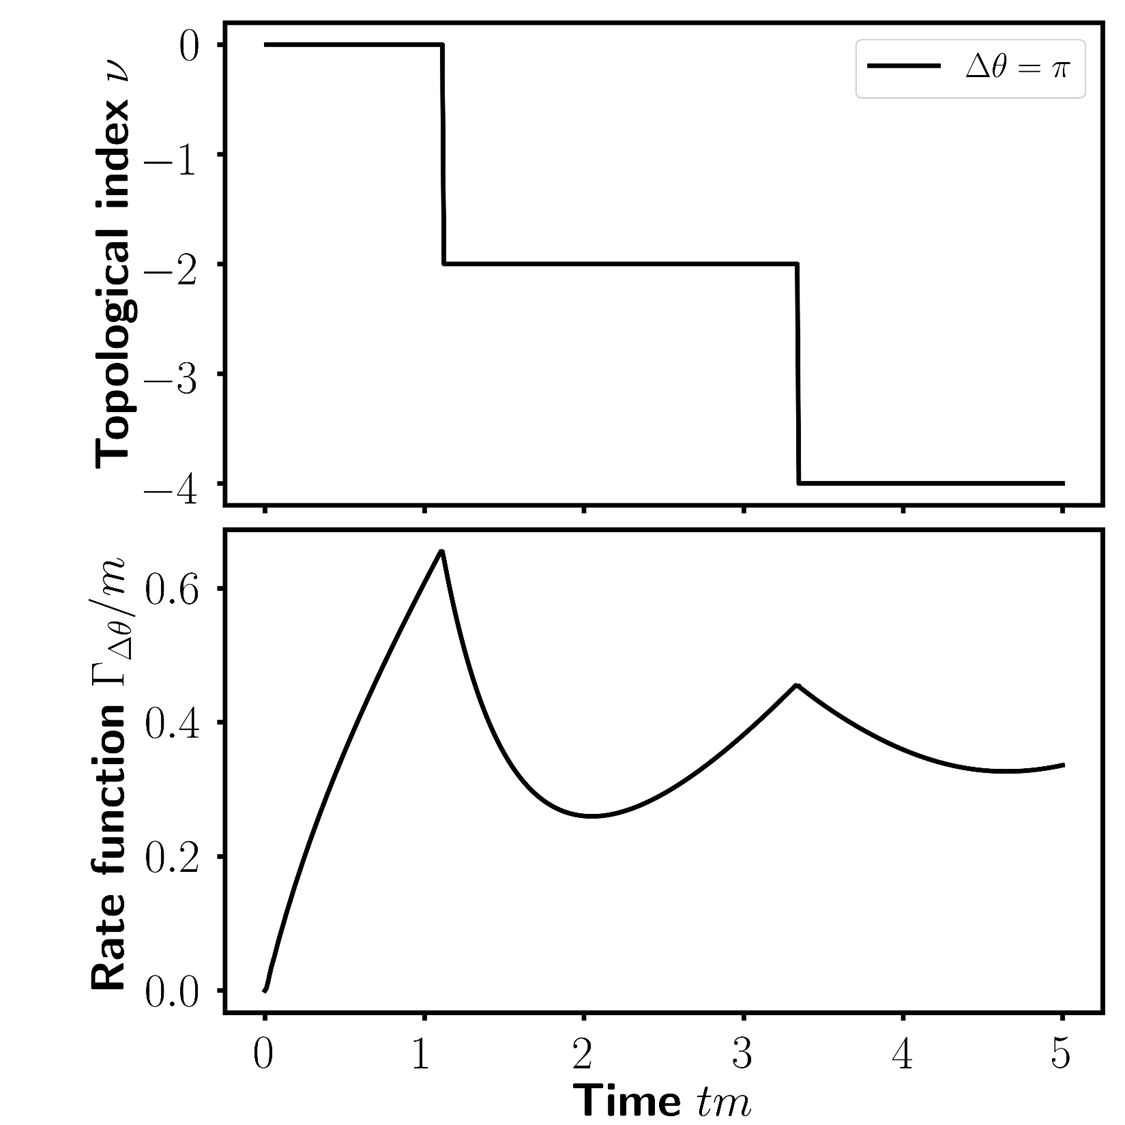 Topological index ν
0
−1
−2
−3
−4
Δθ = π
Rate function Γ_Δθ/m
0.6
0.4
0.2
0.0
0 1 2 3 4 5
Time tm